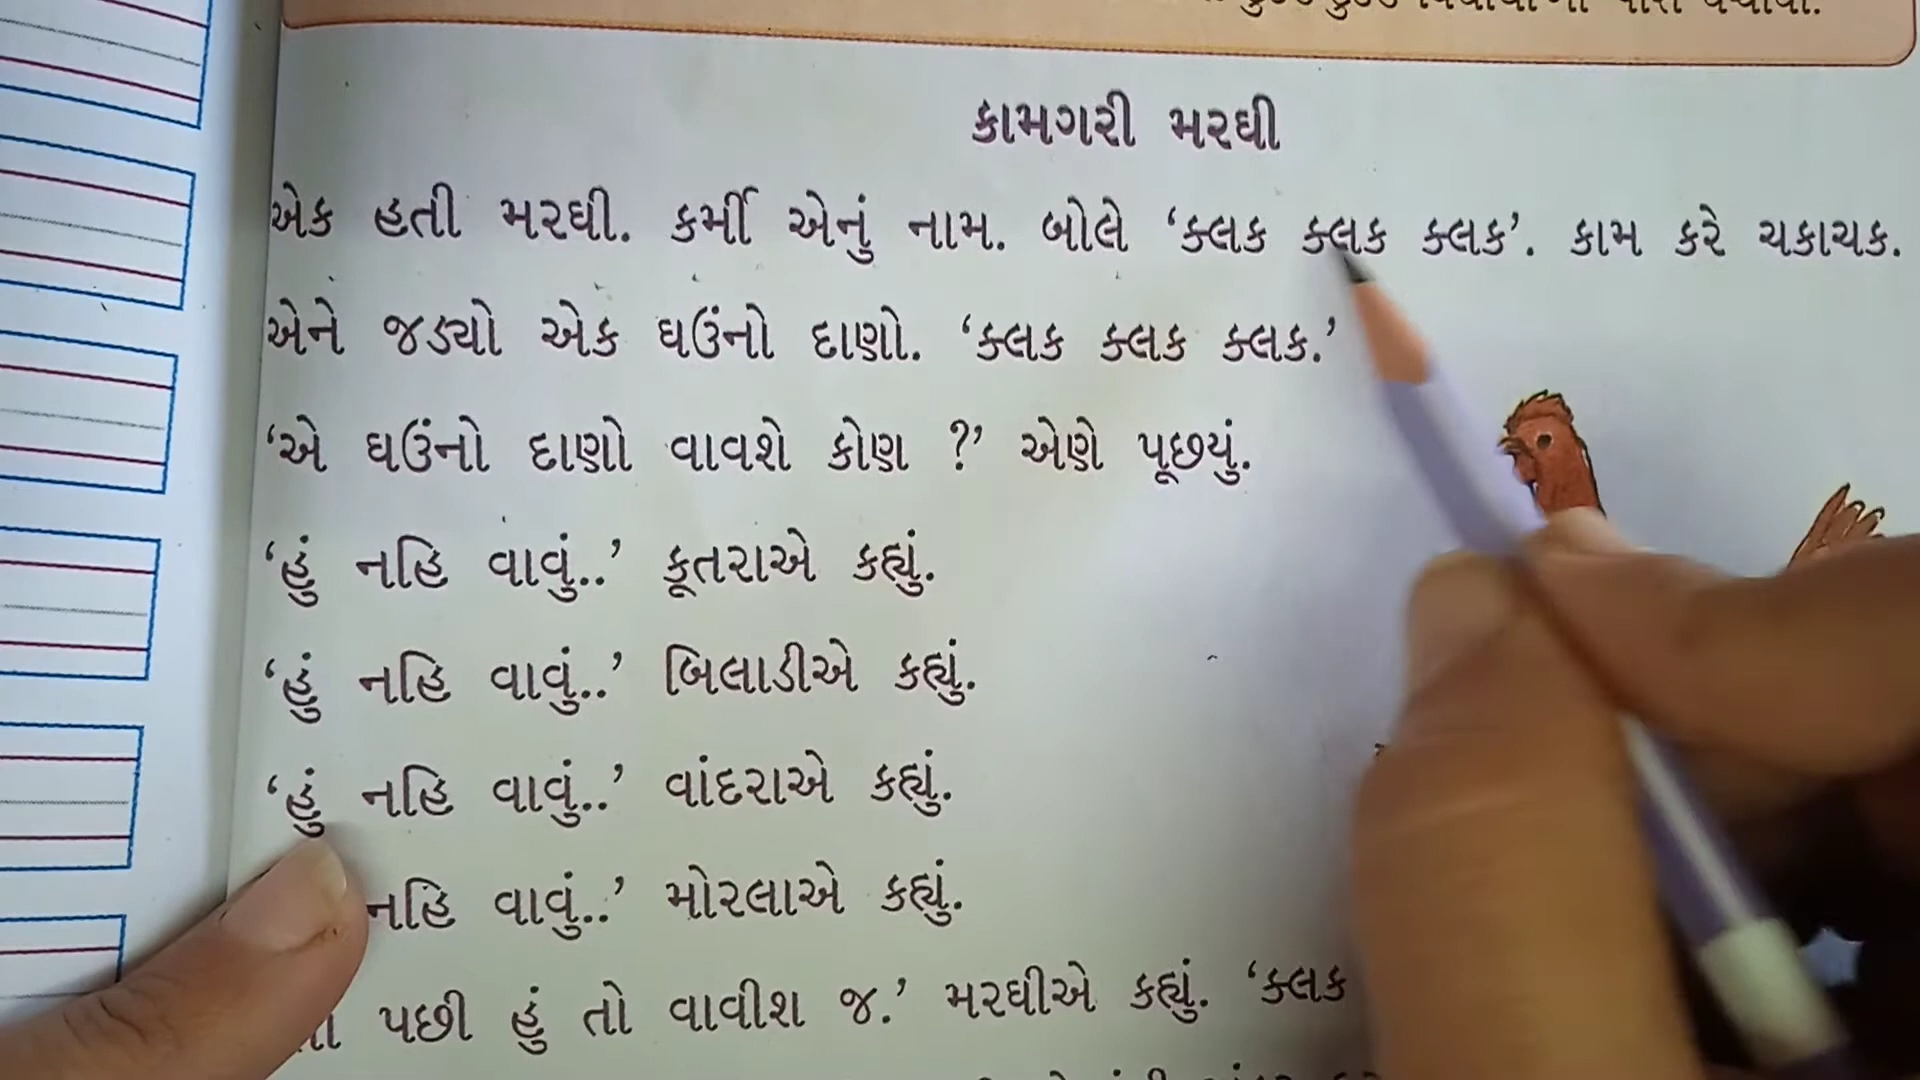 કામગરી મરઘી
એક હતી મરઘી. કર્મી એનું નામ. બોલે ‘ક્લક ક્લક ક્લક’. કામ કરે ચકાચક.
એને જડ્યો એક ઘઉંનો દાણો. ‘ક્લક ક્લક ક્લક.’
‘એ ઘઉંનો દાણો વાવશે કોણ ?’ એણે પૂછ્યું.
‘હું નહિ વાવું..’ કૂતરાએ કહ્યું.
‘હું નહિ વાવું..’ બિલાડીએ કહ્યું.
‘હું નહિ વાવું..’ વાંદરાએ કહ્યું.
નહિ વાવું..’ મોરલાએ કહ્યું.
પછી હું તો વાવીશ જ.’ મરઘીએ કહ્યું. ‘ક્લક